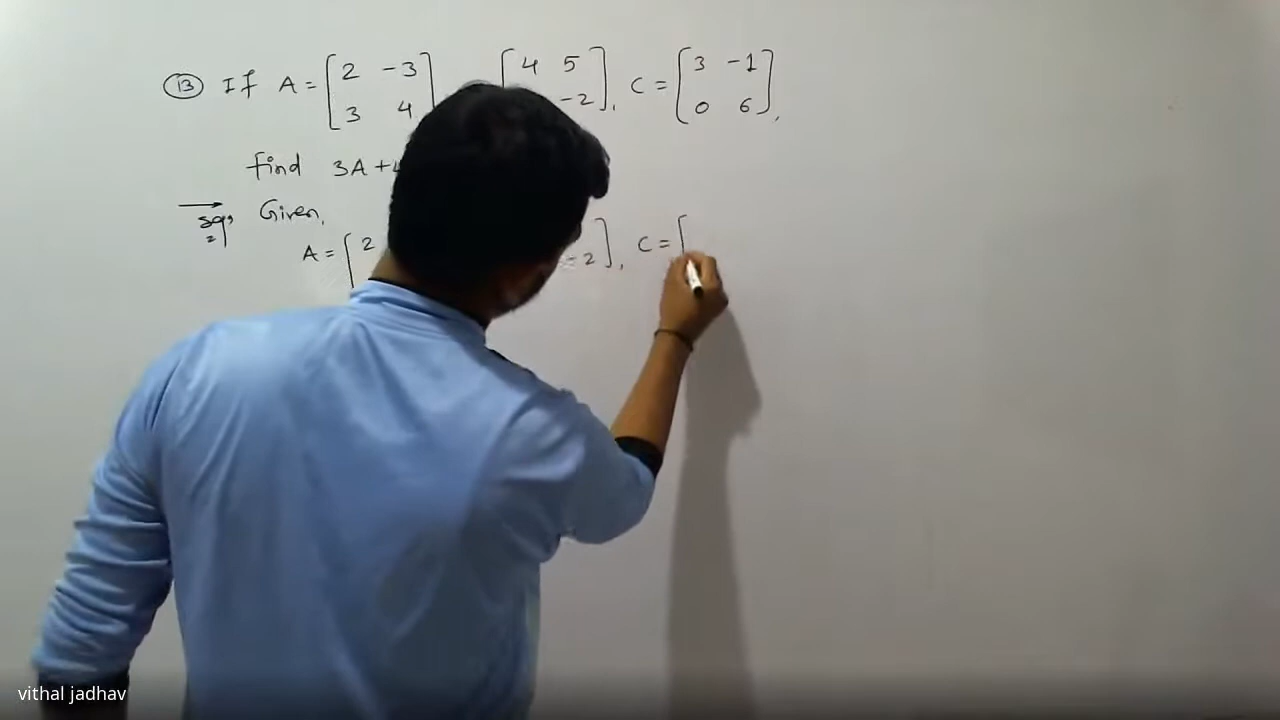 13 If A = [2 -3 4 5 C = [3 -1
3 4 -2], 0 6],
find 3A + 4
Sol; Given,
A = [2 -2], C = [
vithal jadhav